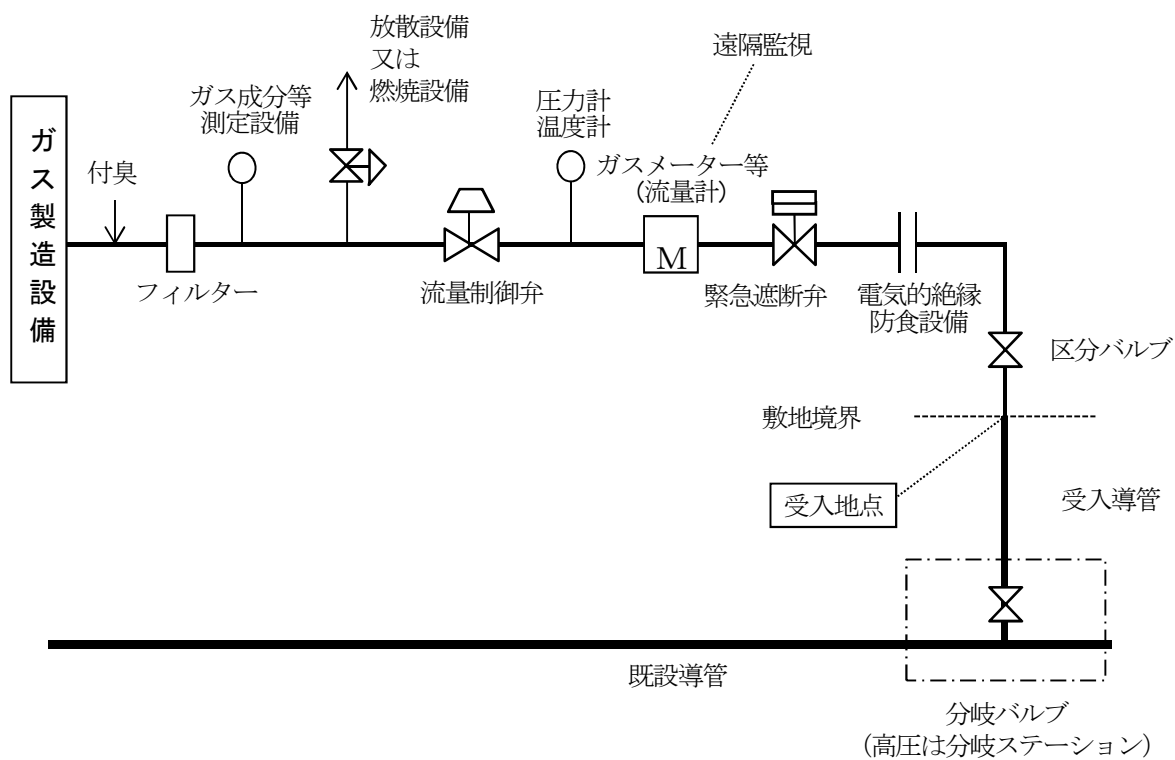 放散設備
又は
燃焼設備
遠隔監視
ガス成分等
測定設備
圧力計
温度計
ガス製造設備
付臭
ガスメーター等
（流量計）
M
フィルター
流量制御弁
緊急遮断弁
電気的絶縁
防食設備
区分バルブ
敷地境界
受入地点
受入導管
既設導管
分岐バルブ
（高圧は分岐ステーション）